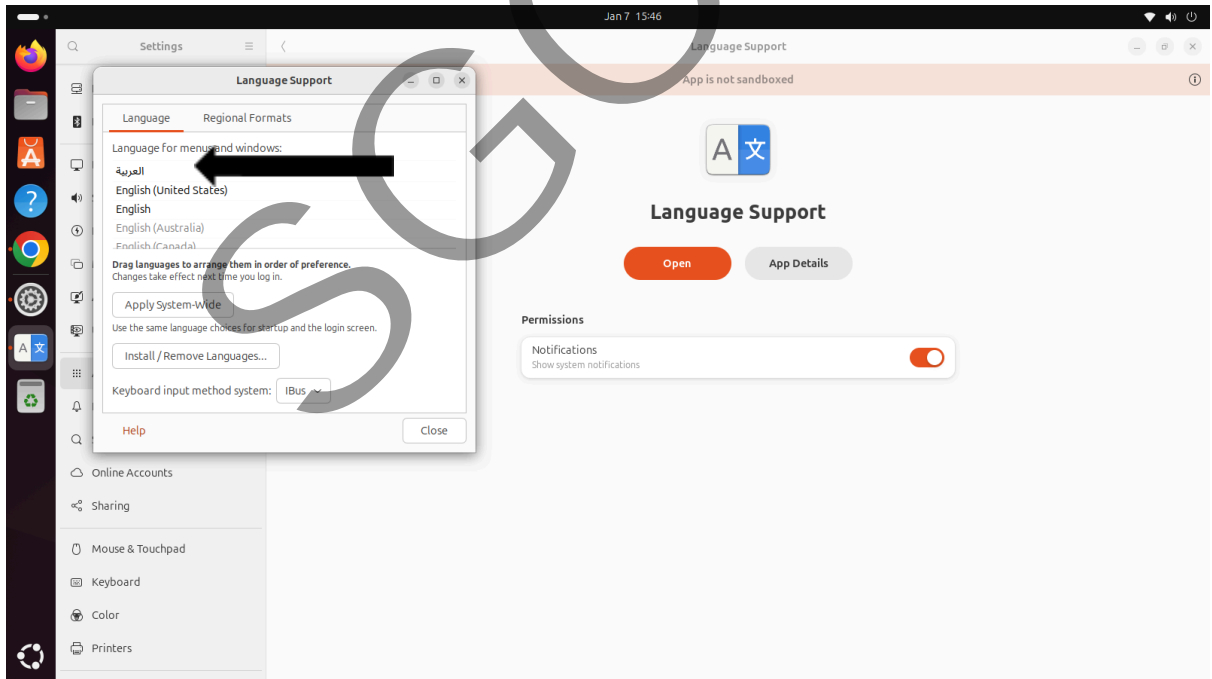 Jan 7 15:46
Settings
Language Support
App is not sandboxed
Language Support
Language
Regional Formats
Language for menus and windows:
العربية
English (United States)
English
English (Australia)
English (Canada)
Drag languages to arrange them in order of preference.
Changes take effect next time you log in.
Apply System-Wide
Use the same language choices for startup and the login screen.
Install / Remove Languages...
Keyboard input method system: IBus
Help
Close
Online Accounts
Sharing
Mouse & Touchpad
Keyboard
Color
Printers
A 文
Language Support
Open
App Details
Permissions
Notifications
Show system notifications
A 文
SGU